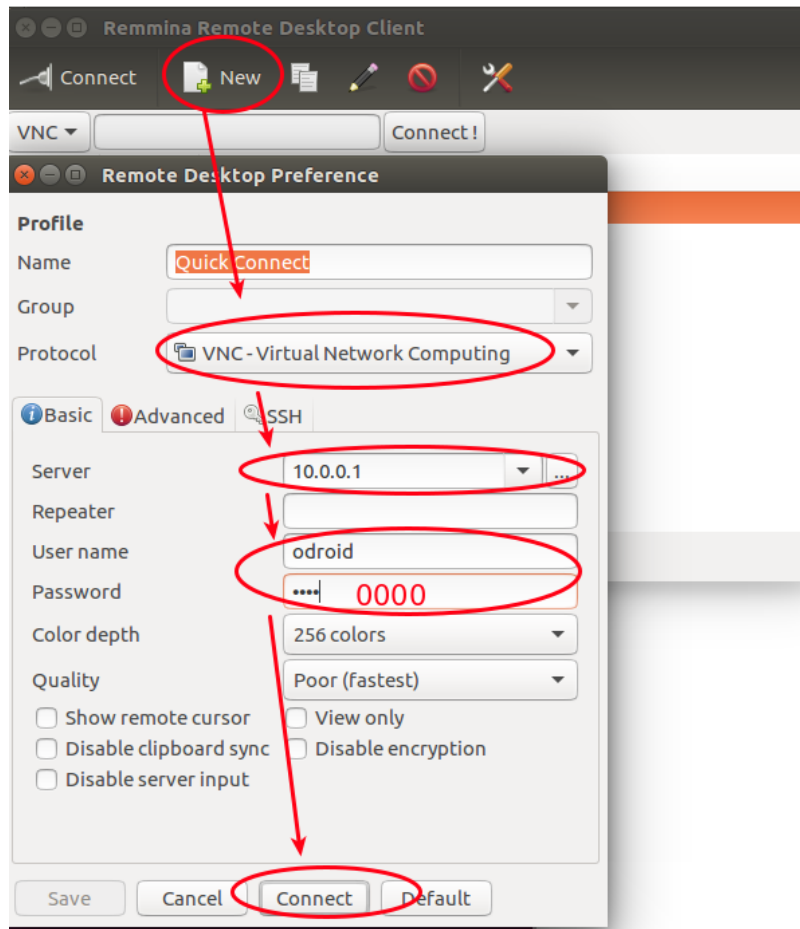 Remmina Remote Desktop Client
Connect New
VNC Connect !
Remote Desktop Preference
Profile
Name Quick Connect
Group
Protocol VNC - Virtual Network Computing
Basic Advanced SSH
Server 10.0.0.1 ...
Repeater
User name odroid
Password •••• 0000
Color depth 256 colors
Quality Poor (fastest)
Show remote cursor View only
Disable clipboard sync Disable encryption
Disable server input
Save Cancel Connect Default